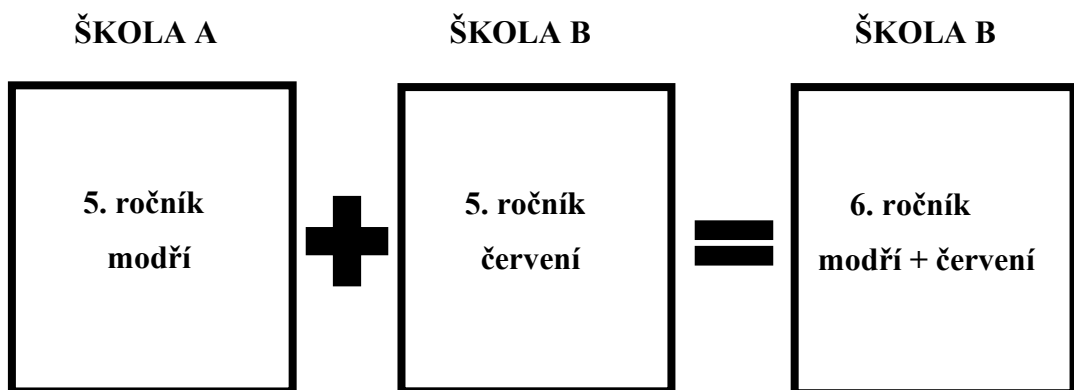 ŠKOLA A
ŠKOLA B
ŠKOLA B
5. ročník
modří
5. ročník
červení
6. ročník
modří + červení